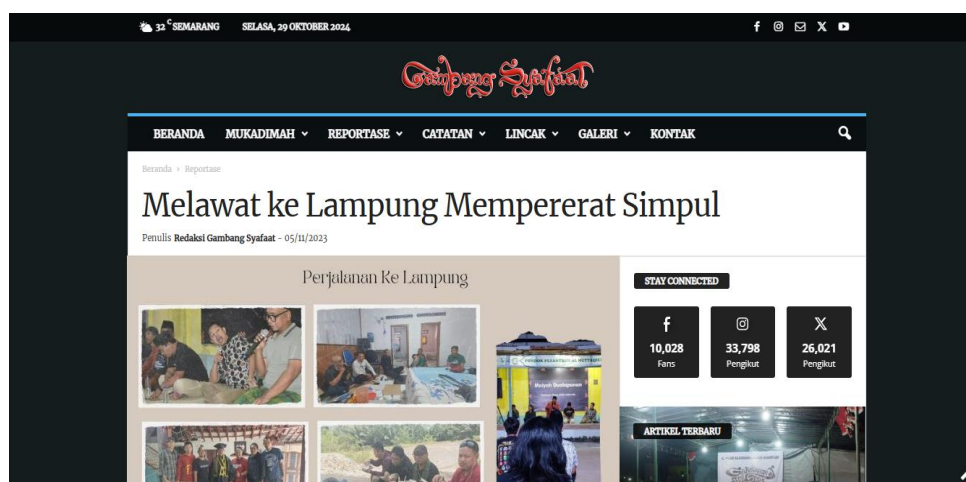 32 C SEMARANG SELASA, 29 OKTOBER 2024
Gambang Syafaat
BERANDA MUKADIMAH REPORTASE CATATAN LINCAK GALERI KONTAK
Beranda › Reportase
Melawat ke Lampung Mempererat Simpul
Penulis Redaksi Gambang Syafaat - 05/11/2023
Perjalanan Ke Lampung
STAY CONNECTED
10,028
Fans
33,798
Pengikut
26,021
Pengikut
ARTIKEL TERBARU